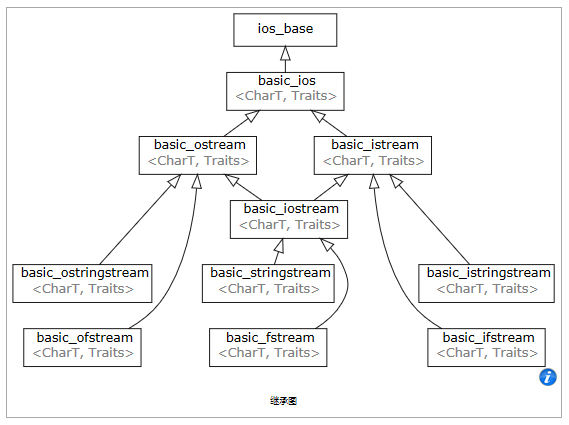 ios_base
basic_ios
<CharT, Traits>
basic_ostream
<CharT, Traits>
basic_istream
<CharT, Traits>
basic_iostream
<CharT, Traits>
basic_ostringstream
<CharT, Traits>
basic_stringstream
<CharT, Traits>
basic_istringstream
<CharT, Traits>
basic_ofstream
<CharT, Traits>
basic_fstream
<CharT, Traits>
basic_ifstream
<CharT, Traits>
i
继承图